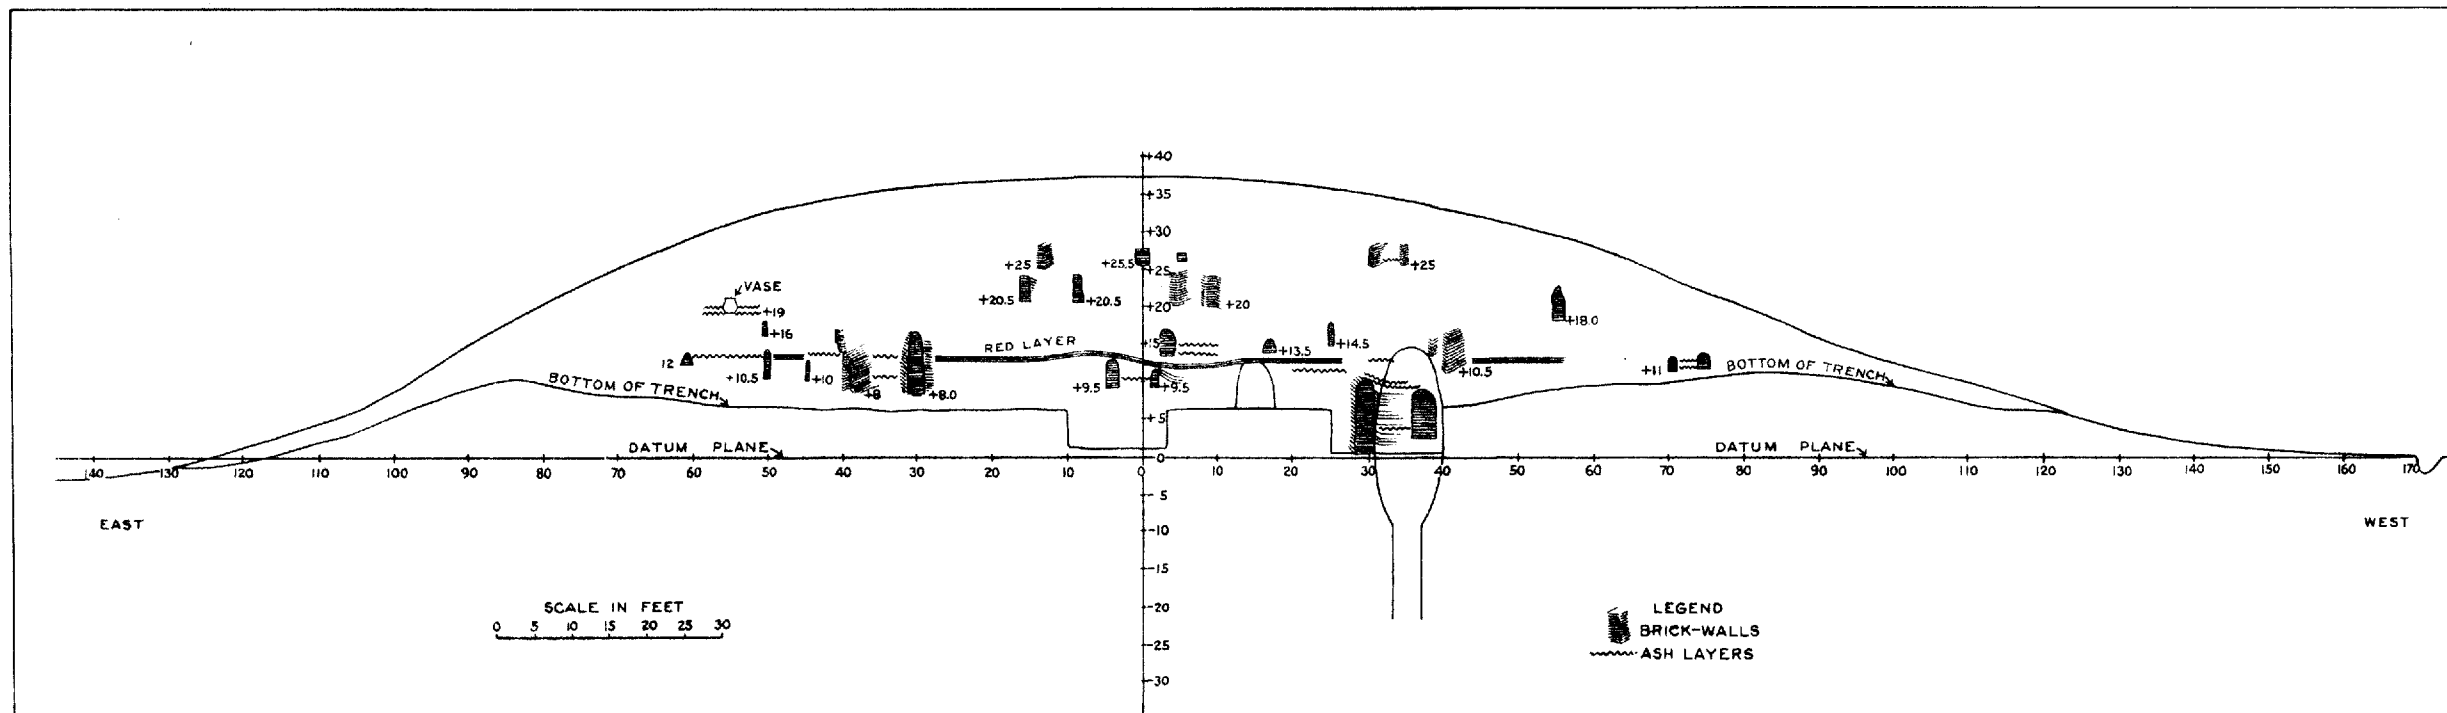 +40
+35
+30
+25
+25.5
+25
+25
+20.5
+20.5
+20
+20
VASE
+19
+18.0
+16
+15
RED LAYER
+14.5
+13.5
12
+10.5
+10
+8
+8.0
+9.5
+9.5
+10.5
+11
BOTTOM OF TRENCH
BOTTOM OF TRENCH
+5
DATUM PLANE
DATUM PLANE
0
140 130 120 110 100 90 80 70 60 50 40 30 20 10 0 10 20 30 40 50 60 70 80 90 100 110 120 130 140 150 160 170
-5
-10
-15
-20
-25
-30
EAST
WEST
SCALE IN FEET
0 5 10 15 20 25 30
LEGEND
BRICK-WALLS
ASH LAYERS